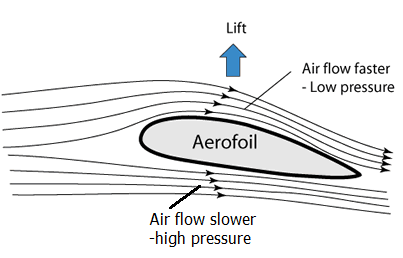 Lift
Air flow faster
- Low pressure
Aerofoil
Air flow slower
-high pressure